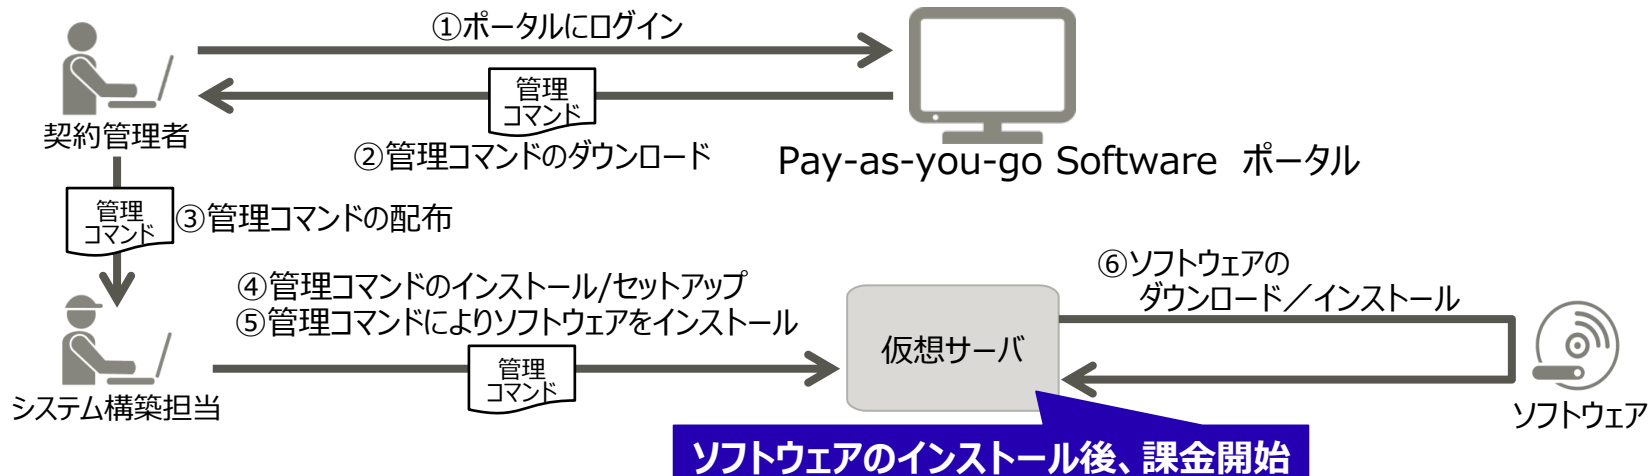 ①ポータルにログイン
管理
コマンド
契約管理者
②管理コマンドのダウンロード
Pay-as-you-go Software ポータル
管理
コマンド
③管理コマンドの配布
④管理コマンドのインストール/セットアップ
⑤管理コマンドによりソフトウェアをインストール
管理
コマンド
システム構築担当
仮想サーバ
⑥ソフトウェアの
ダウンロード／インストール
ソフトウェア
ソフトウェアのインストール後、課金開始